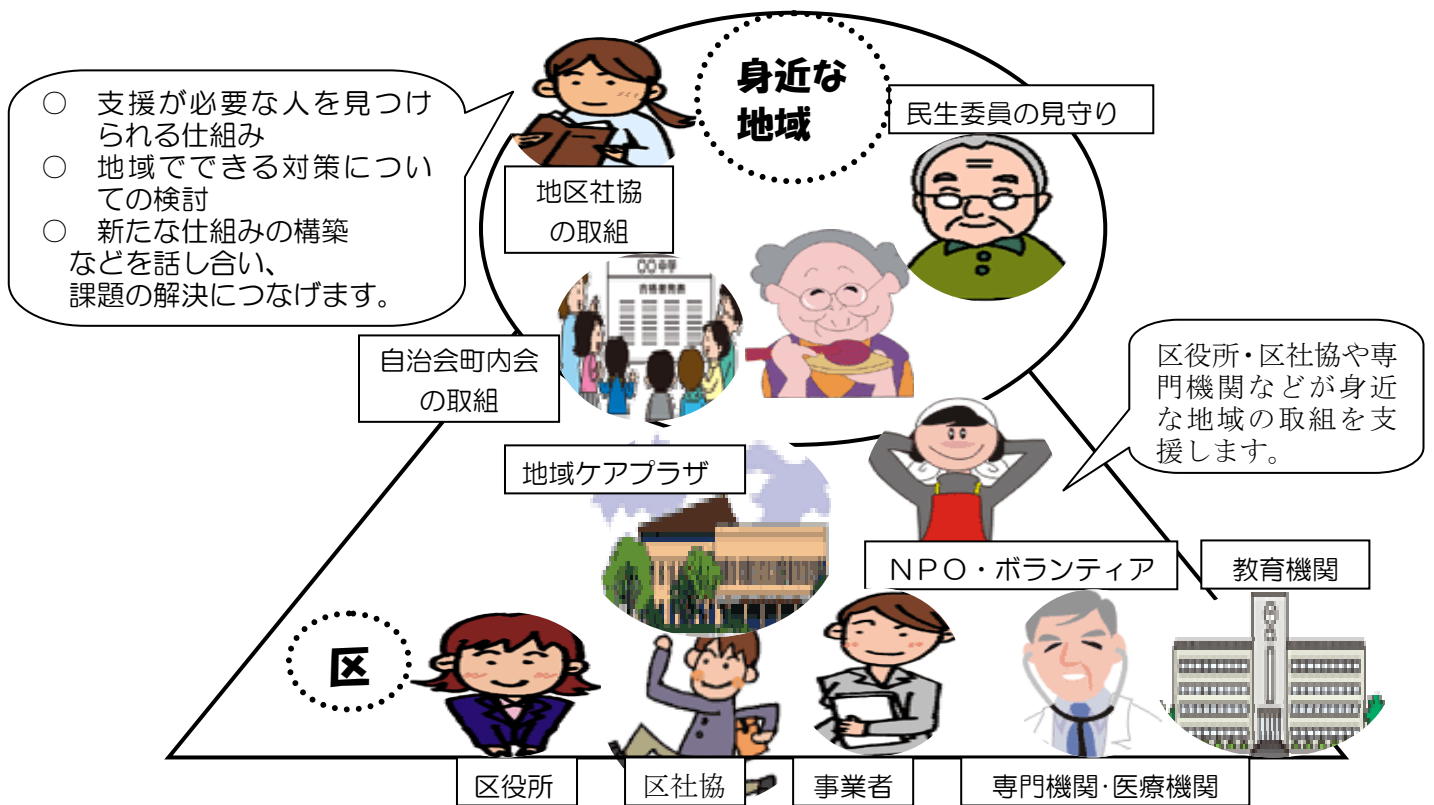 身近な
地域
○ 支援が必要な人を見つけ
られる仕組み
○ 地域でできる対策につい
ての検討
○ 新たな仕組みの構築
などを話し合い、
課題の解決につなげます。
民生委員の見守り
地区社協
の取組
○○中学
合格者発表
自治会町内会
の取組
区役所・区社協や専
門機関などが身近
な地域の取組を支
援します。
地域ケアプラザ
NPO・ボランティア
教育機関
区
区役所
区社協
事業者
専門機関・医療機関